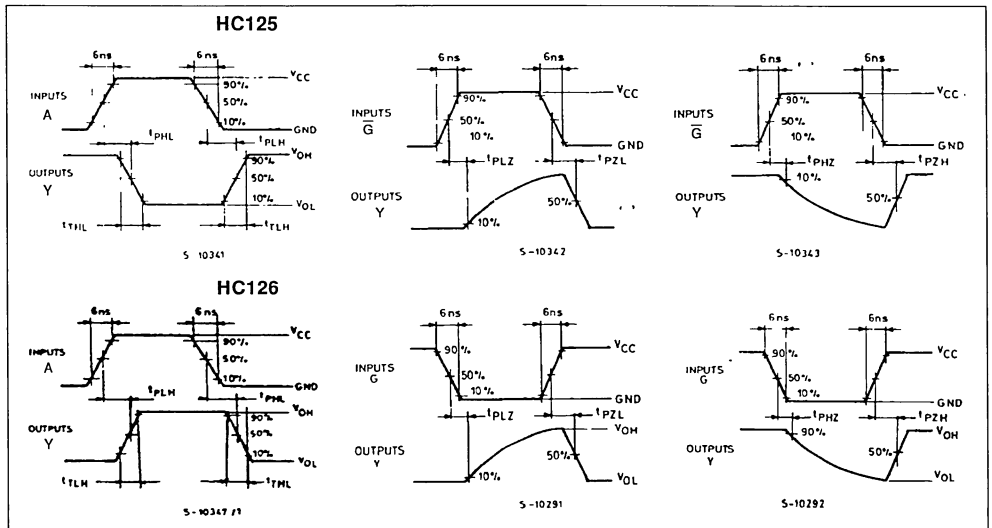 HC125
6ns 6ns
VCC
90%
50%
10%
GND
INPUTS
A
tPHL tPLH
VOH
90%
50%
10%
VOL
OUTPUTS
Y
tTHL tTLH
S-10341
6ns 6ns
VCC
90%
50%
10%
GND
INPUTS
G
tPLZ tPZL
OUTPUTS
Y
50%
10%
S-10342
6ns 6ns
VCC
90%
50%
10%
GND
INPUTS
G
tPHZ tPZH
10%
50%
OUTPUTS
Y
S-10343
HC126
6ns 6ns
VCC
90%
50%
10%
GND
INPUTS
A
tPLH tPHL
VOH
90%
50%
10%
VOL
OUTPUTS
Y
tTLH tTHL
S-10347/1
6ns
VCC
90%
50%
10%
GND
INPUTS
G
tPLZ tPZL
VOH
OUTPUTS
Y
50%
10%
VOL
S-10291
6ns 6ns
VCC
90%
50%
10%
GND
INPUTS
G
tPHZ tPZH
90%
VOH
50%
OUTPUTS
Y
VOL
S-10292